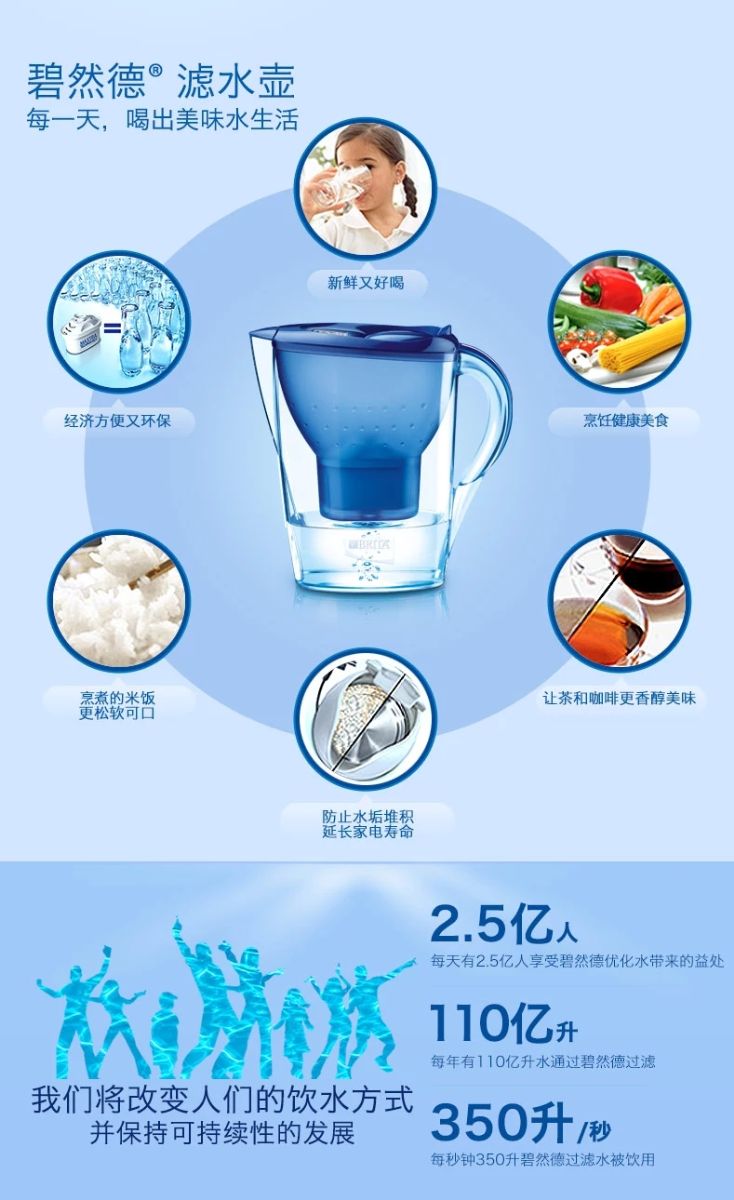 碧然德® 滤水壶
每一天，喝出美味水生活
新鲜又好喝
经济方便又环保
烹饪健康美食
BRITA
烹煮的米饭
更松软可口
让茶和咖啡更香醇美味
防止水垢堆积
延长家电寿命
2.5亿人
每天有2.5亿人享受碧然德优化水带来的益处
110亿升
每年有110亿升水通过碧然德过滤
我们将改变人们的饮水方式
并保持可持续性的发展
350升/秒
每秒钟350升碧然德过滤水被饮用